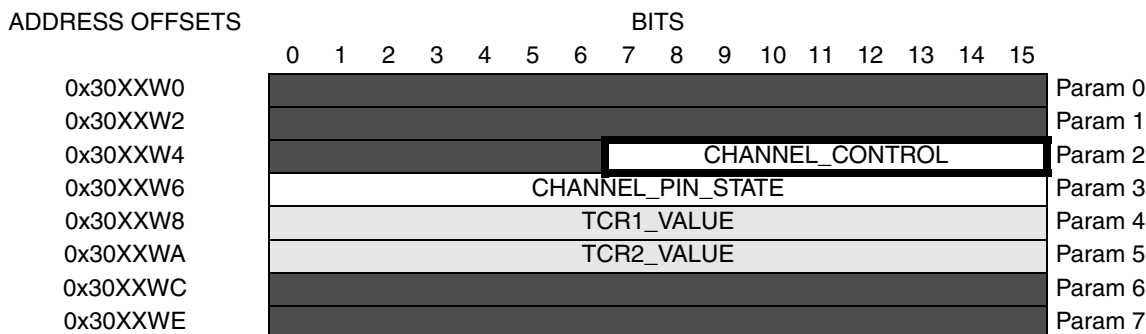 ADDRESS OFFSETS BITS
0 1 2 3 4 5 6 7 8 9 10 11 12 13 14 15
0x30XXW0 Param 0
0x30XXW2 Param 1
0x30XXW4 CHANNEL_CONTROL Param 2
0x30XXW6 CHANNEL_PIN_STATE Param 3
0x30XXW8 TCR1_VALUE Param 4
0x30XXWA TCR2_VALUE Param 5
0x30XXWC Param 6
0x30XXWE Param 7